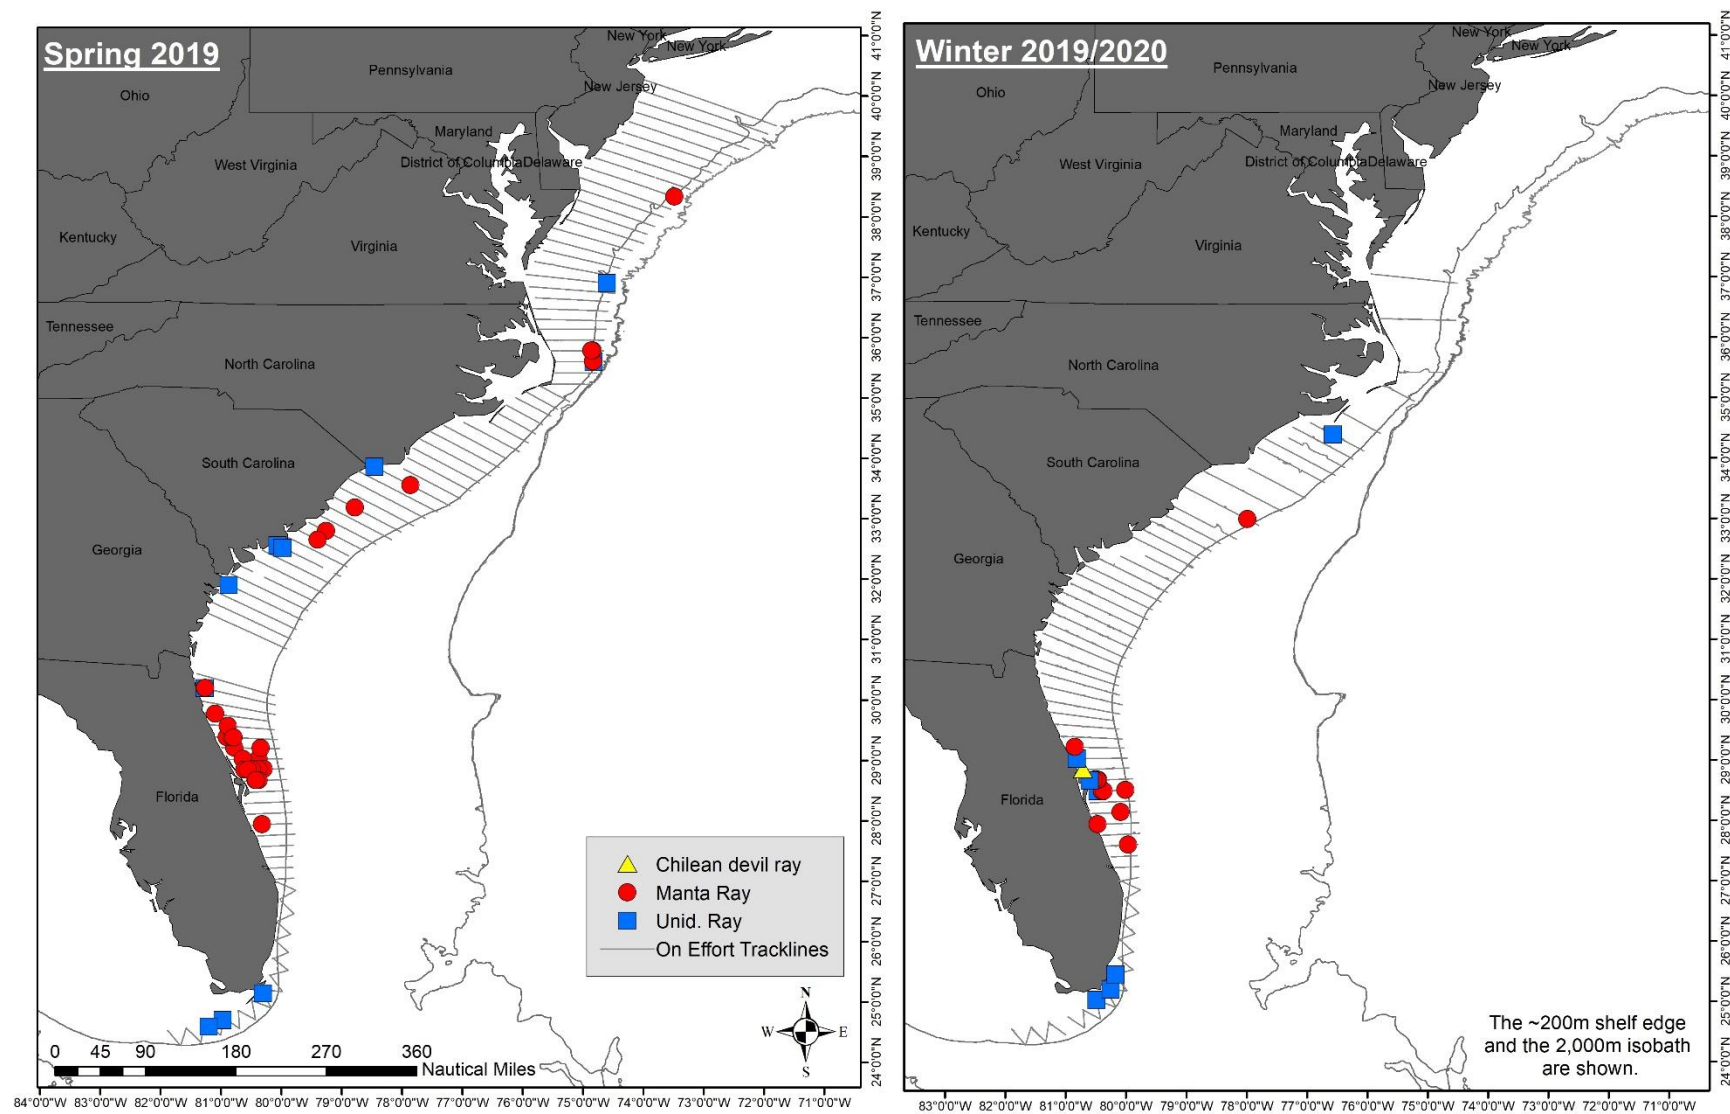 Spring 2019
New York
New York
Pennsylvania
New Jersey
Ohio
Maryland
District of Columbia
Delaware
West Virginia
Kentucky
Virginia
Tennessee
North Carolina
South Carolina
Georgia
Florida
Chilean devil ray
Manta Ray
Unid. Ray
On Effort Tracklines
N
W E
S
0 45 90 180 270 360
Nautical Miles
41°0'0"N
40°0'0"N
39°0'0"N
38°0'0"N
37°0'0"N
36°0'0"N
35°0'0"N
34°0'0"N
33°0'0"N
32°0'0"N
31°0'0"N
30°0'0"N
29°0'0"N
28°0'0"N
27°0'0"N
26°0'0"N
25°0'0"N
24°0'0"N
84°0'0"W 83°0'0"W 82°0'0"W 81°0'0"W 80°0'0"W 79°0'0"W 78°0'0"W 77°0'0"W 76°0'0"W 75°0'0"W 74°0'0"W 73°0'0"W 72°0'0"W 71°0'0"W
Winter 2019/2020
New York
New York
Pennsylvania
New Jersey
Ohio
Maryland
District of Columbia
Delaware
West Virginia
Kentucky
Virginia
Tennessee
North Carolina
South Carolina
Georgia
Florida
The ~200m shelf edge
and the 2,000m isobath
are shown.
41°0'0"N
40°0'0"N
39°0'0"N
38°0'0"N
37°0'0"N
36°0'0"N
35°0'0"N
34°0'0"N
33°0'0"N
32°0'0"N
31°0'0"N
30°0'0"N
29°0'0"N
28°0'0"N
27°0'0"N
26°0'0"N
25°0'0"N
24°0'0"N
83°0'0"W 82°0'0"W 81°0'0"W 80°0'0"W 79°0'0"W 78°0'0"W 77°0'0"W 76°0'0"W 75°0'0"W 74°0'0"W 73°0'0"W 72°0'0"W 71°0'0"W